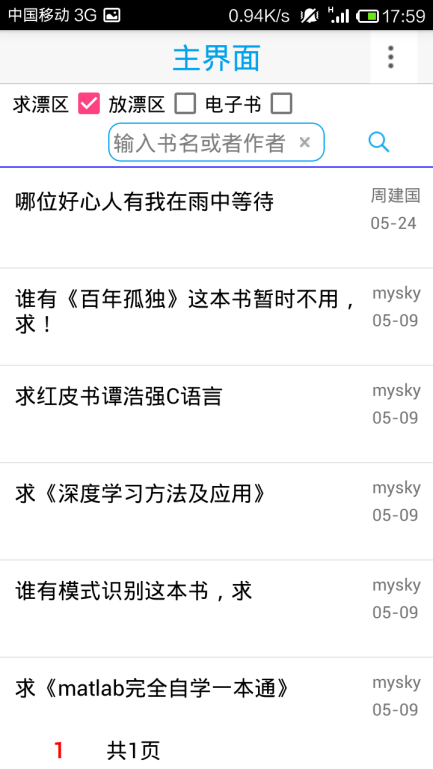 中国移动 3G 0.94K/s H 17:59
主界面
求漂区 放漂区 电子书
输入书名或者作者 ×
哪位好心人有我在雨中等待 周建国
05-24
谁有《百年孤独》这本书暂时不用， mysky
求！ 05-09
求红皮书谭浩强C语言 mysky
05-09
求《深度学习方法及应用》 mysky
05-09
谁有模式识别这本书，求 mysky
05-09
求《matlab完全自学一本通》 mysky
05-09
1 共1页